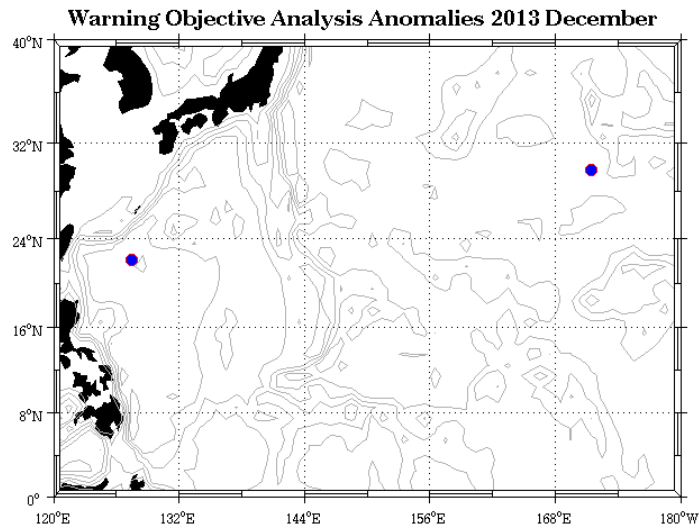 Warning Objective Analysis Anomalies 2013 December
40°N
32°N
24°N
16°N
8°N
0°
120°E 132°E 144°E 156°E 168°E 180°W